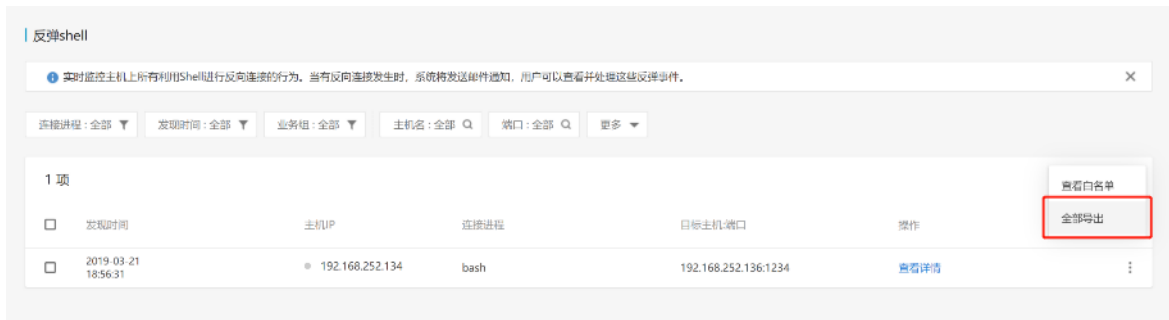 反弹shell
实时监控主机上所有利用Shell进行反向连接的行为。当有反向连接发生时，系统将发送邮件通知，用户可以查看并处理这些反弹事件。
连接进程：全部 发现时间：全部 业务组：全部 主机名：全部 端口：全部 更多
1 项
查看白名单
全部导出
发现时间 主机IP 连接进程 目标主机:端口 操作
2019-03-21
18:56:31
192.168.252.134 bash 192.168.252.136:1234 查看详情